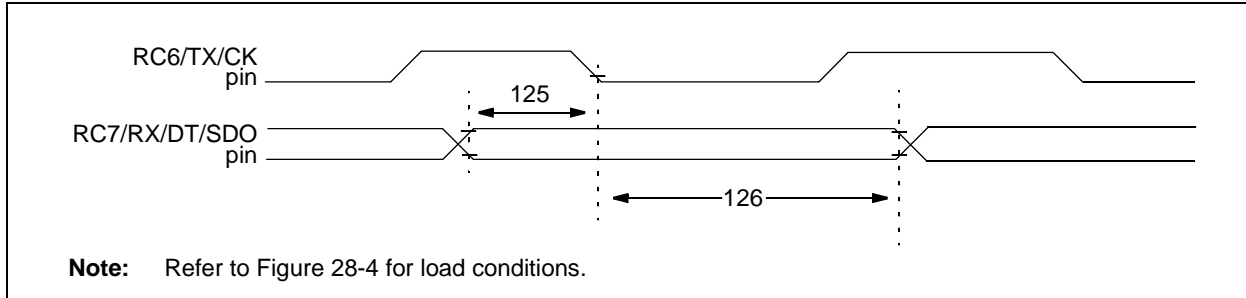 RC6/TX/CK
pin
125
RC7/RX/DT/SDO
pin
126
Note: Refer to Figure 28-4 for load conditions.